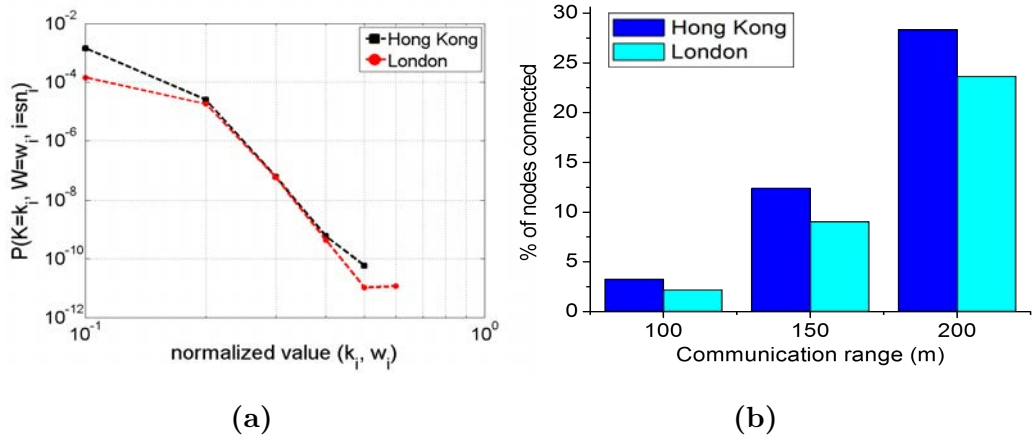 10^-2
10^-4
10^-6
10^-8
10^-10
10^-12
P(K=k_i, W=w_i, i=sn_i)
Hong Kong
London
10^-1
10^0
normalized value (k_i, w_i)
(a)
30
25
20
15
10
5
0
% of nodes connected
Hong Kong
London
100
150
200
Communication range (m)
(b)